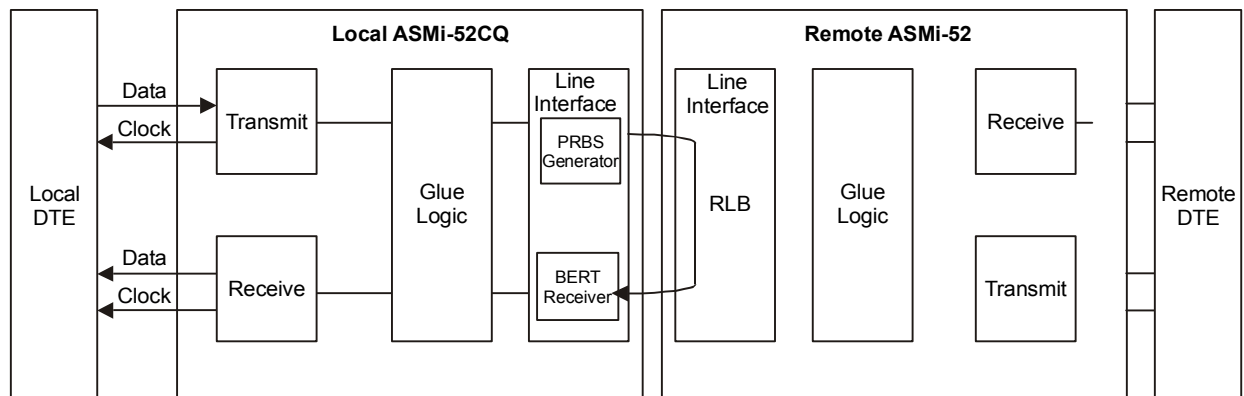 Local ASMi-52CQ
Remote ASMi-52
Local
DTE
Data
Clock
Data
Clock
Transmit
Receive
Glue
Logic
Line
Interface
PRBS
Generator
BERT
Receiver
Line
Interface
RLB
Glue
Logic
Receive
Transmit
Remote
DTE